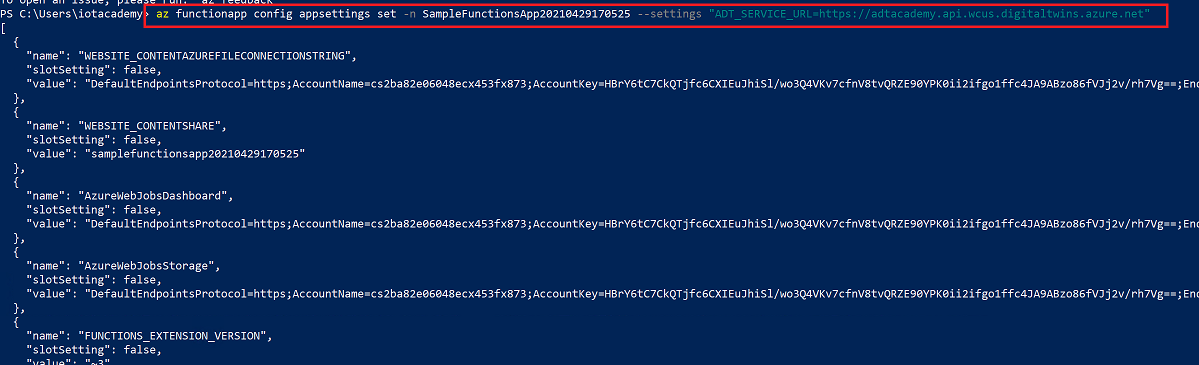 To open an issue, please run: 'az feedback'
PS C:\Users\iotacademy> az functionapp config appsettings set -n SampleFunctionsApp20210429170525 --settings "ADT_SERVICE_URL=https://adtacademy.api.wcus.digitaltwins.azure.net"
[
  {
    "name": "WEBSITE_CONTENTAZUREFILECONNECTIONSTRING",
    "slotSetting": false,
    "value": "DefaultEndpointsProtocol=https;AccountName=cs2ba82e06048ecx453fx873;AccountKey=HBrY6tC7CkQTjfc6CXIEuJhiSl/wo3Q4VKv7cfnV8tvQRZE90YPK0ii2ifgo1ffc4JA9ABzo86fVJj2v/rh7Vg==;End
  },
  {
    "name": "WEBSITE_CONTENTSHARE",
    "slotSetting": false,
    "value": "samplefunctionsapp20210429170525"
  },
  {
    "name": "AzureWebJobsDashboard",
    "slotSetting": false,
    "value": "DefaultEndpointsProtocol=https;AccountName=cs2ba82e06048ecx453fx873;AccountKey=HBrY6tC7CkQTjfc6CXIEuJhiSl/wo3Q4VKv7cfnV8tvQRZE90YPK0ii2ifgo1ffc4JA9ABzo86fVJj2v/rh7Vg==;End
  },
  {
    "name": "AzureWebJobsStorage",
    "slotSetting": false,
    "value": "DefaultEndpointsProtocol=https;AccountName=cs2ba82e06048ecx453fx873;AccountKey=HBrY6tC7CkQTjfc6CXIEuJhiSl/wo3Q4VKv7cfnV8tvQRZE90YPK0ii2ifgo1ffc4JA9ABzo86fVJj2v/rh7Vg==;End
  },
  {
    "name": "FUNCTIONS_EXTENSION_VERSION",
    "slotSetting": false,
    "value": "~3"